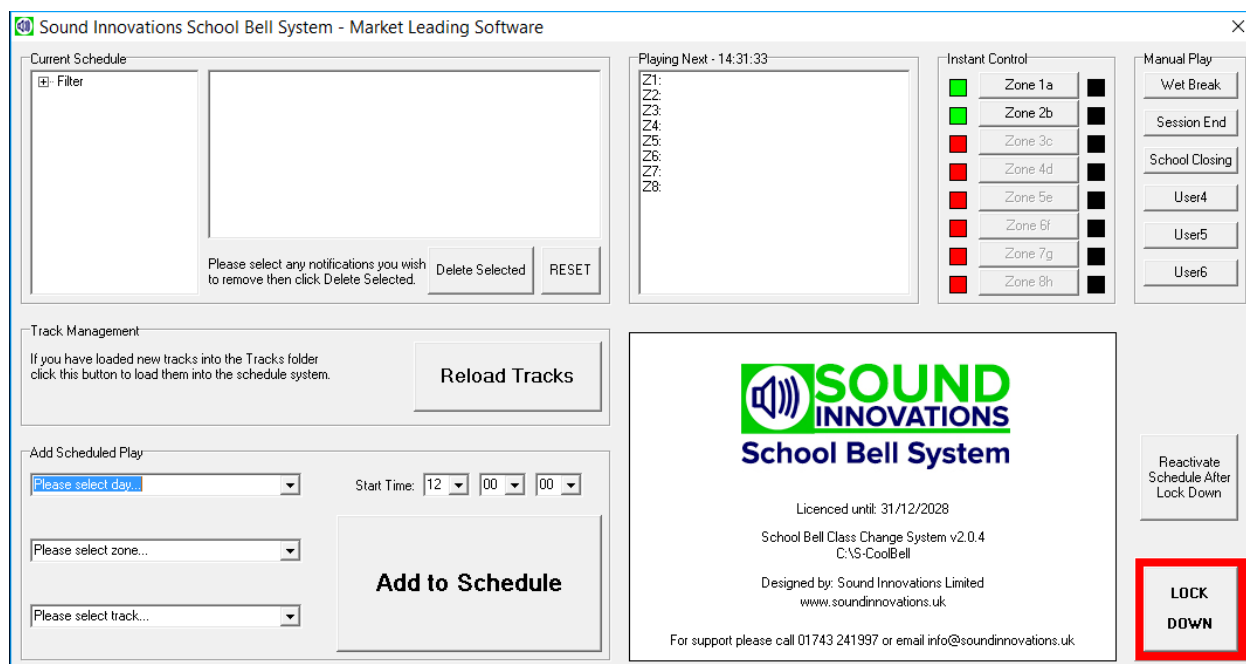 Sound Innovations School Bell System - Market Leading Software
Current Schedule
Filter
Please select any notifications you wish
to remove then click Delete Selected.
Delete Selected
RESET
Playing Next - 14:31:33
Z1:
Z2:
Z3:
Z4:
Z5:
Z6:
Z7:
Z8:
Instant Control
Zone 1a
Zone 2b
Zone 3c
Zone 4d
Zone 5e
Zone 6f
Zone 7g
Zone 8h
Manual Play
Wet Break
Session End
School Closing
User4
User5
User6
Track Management
If you have loaded new tracks into the Tracks folder
click this button to load them into the schedule system.
Reload Tracks
Add Scheduled Play
Please select day...
Start Time: 12 00 00
Please select zone...
Please select track...
Add to Schedule
SOUND
INNOVATIONS
School Bell System
Licenced until: 31/12/2028
School Bell Class Change System v2.0.4
C:\S-CoolBell
Designed by: Sound Innovations Limited
www.soundinnovations.uk
For support please call 01743 241997 or email info@soundinnovations.uk
Reactivate
Schedule After
Lock Down
LOCK
DOWN